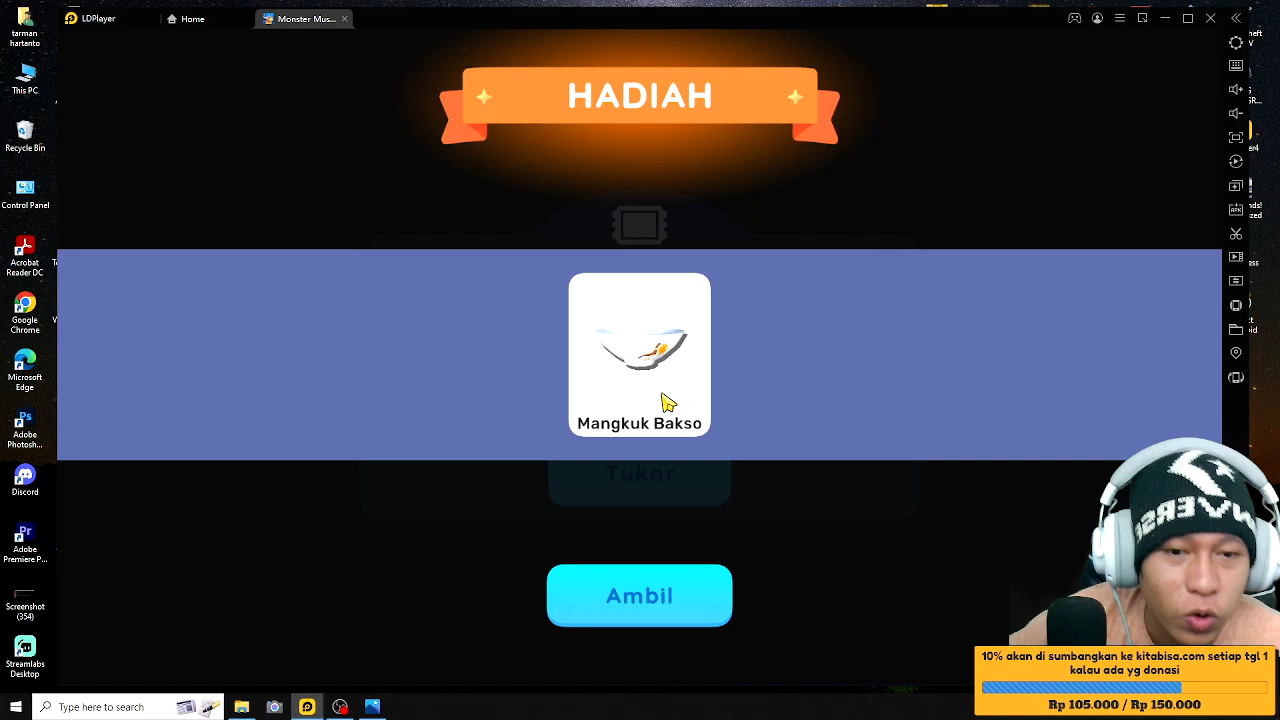 tarman
hartanto
This PC
Recycle Bin
Control Panel
Acrobat
Reader DC
Google
Chrome
Microsoft
Edge
Adobe
Photosh...
Discord
Adobe
Premiere P...
Screenshot
(354)
Streamlabs
Desktop
LDPlayer
Home
Monster Mus...
HADIAH
Mangkuk Bakso
Tukar
Ambil
10% akan di sumbangkan ke kitabisa.com setiap tgl 1
kalau ada yg donasi
Rp 105.000 / Rp 150.000
Type here to search